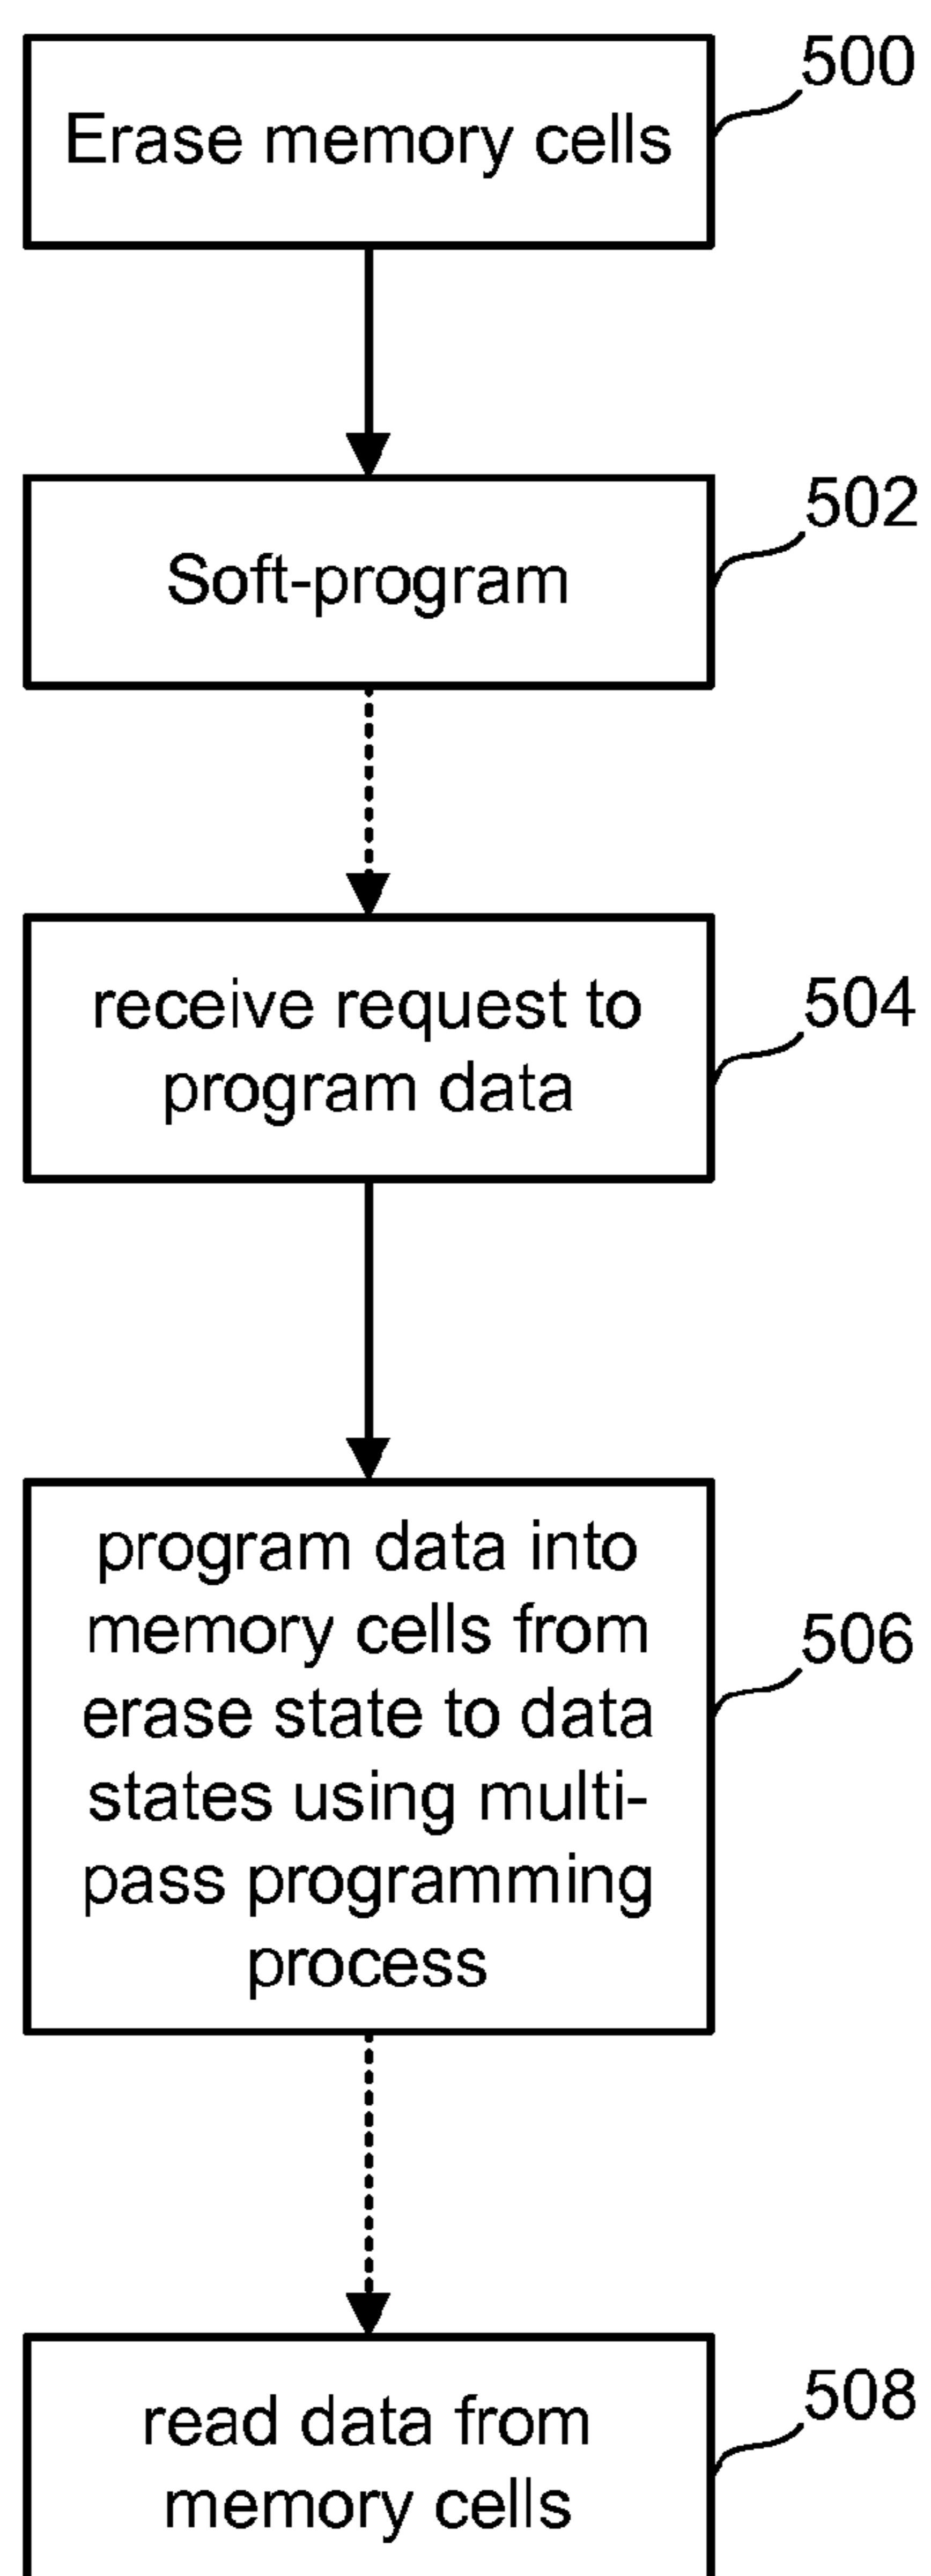 500
Erase memory cells
502
Soft-program
504
receive request to
program data
506
program data into
memory cells from
erase state to data
states using multi-
pass programming
process
508
read data from
memory cells